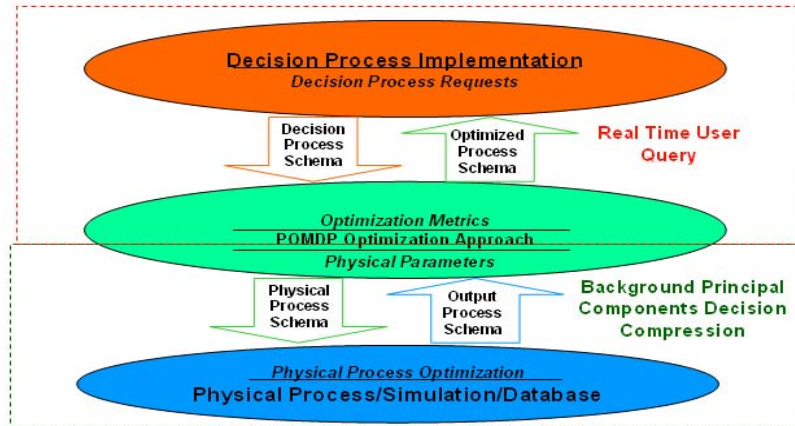 Decision Process Implementation
Decision Process Requests
Decision
Process
Schema
Optimized
Process
Schema
Real Time User
Query
Optimization Metrics
POMDP Optimization Approach
Physical Parameters
Physical
Process
Schema
Output
Process
Schema
Background Principal
Components Decision
Compression
Physical Process Optimization
Physical Process/Simulation/Database